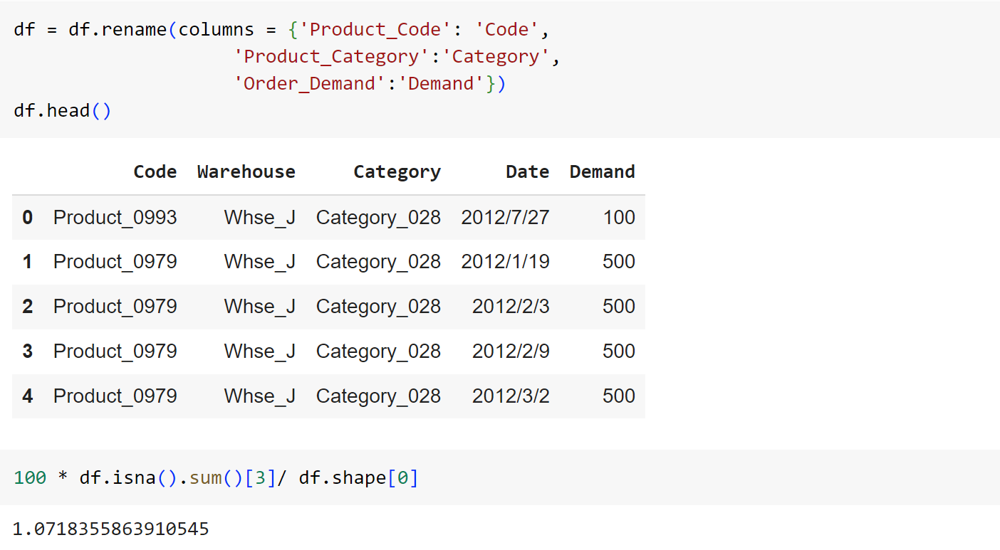 df = df.rename(columns = {'Product_Code': 'Code',
'Product_Category':'Category',
'Order_Demand':'Demand'})
df.head()
Code Warehouse Category Date Demand
0 Product_0993 Whse_J Category_028 2012/7/27 100
1 Product_0979 Whse_J Category_028 2012/1/19 500
2 Product_0979 Whse_J Category_028 2012/2/3 500
3 Product_0979 Whse_J Category_028 2012/2/9 500
4 Product_0979 Whse_J Category_028 2012/3/2 500
100 * df.isna().sum()[3]/ df.shape[0]
1.0718355863910545